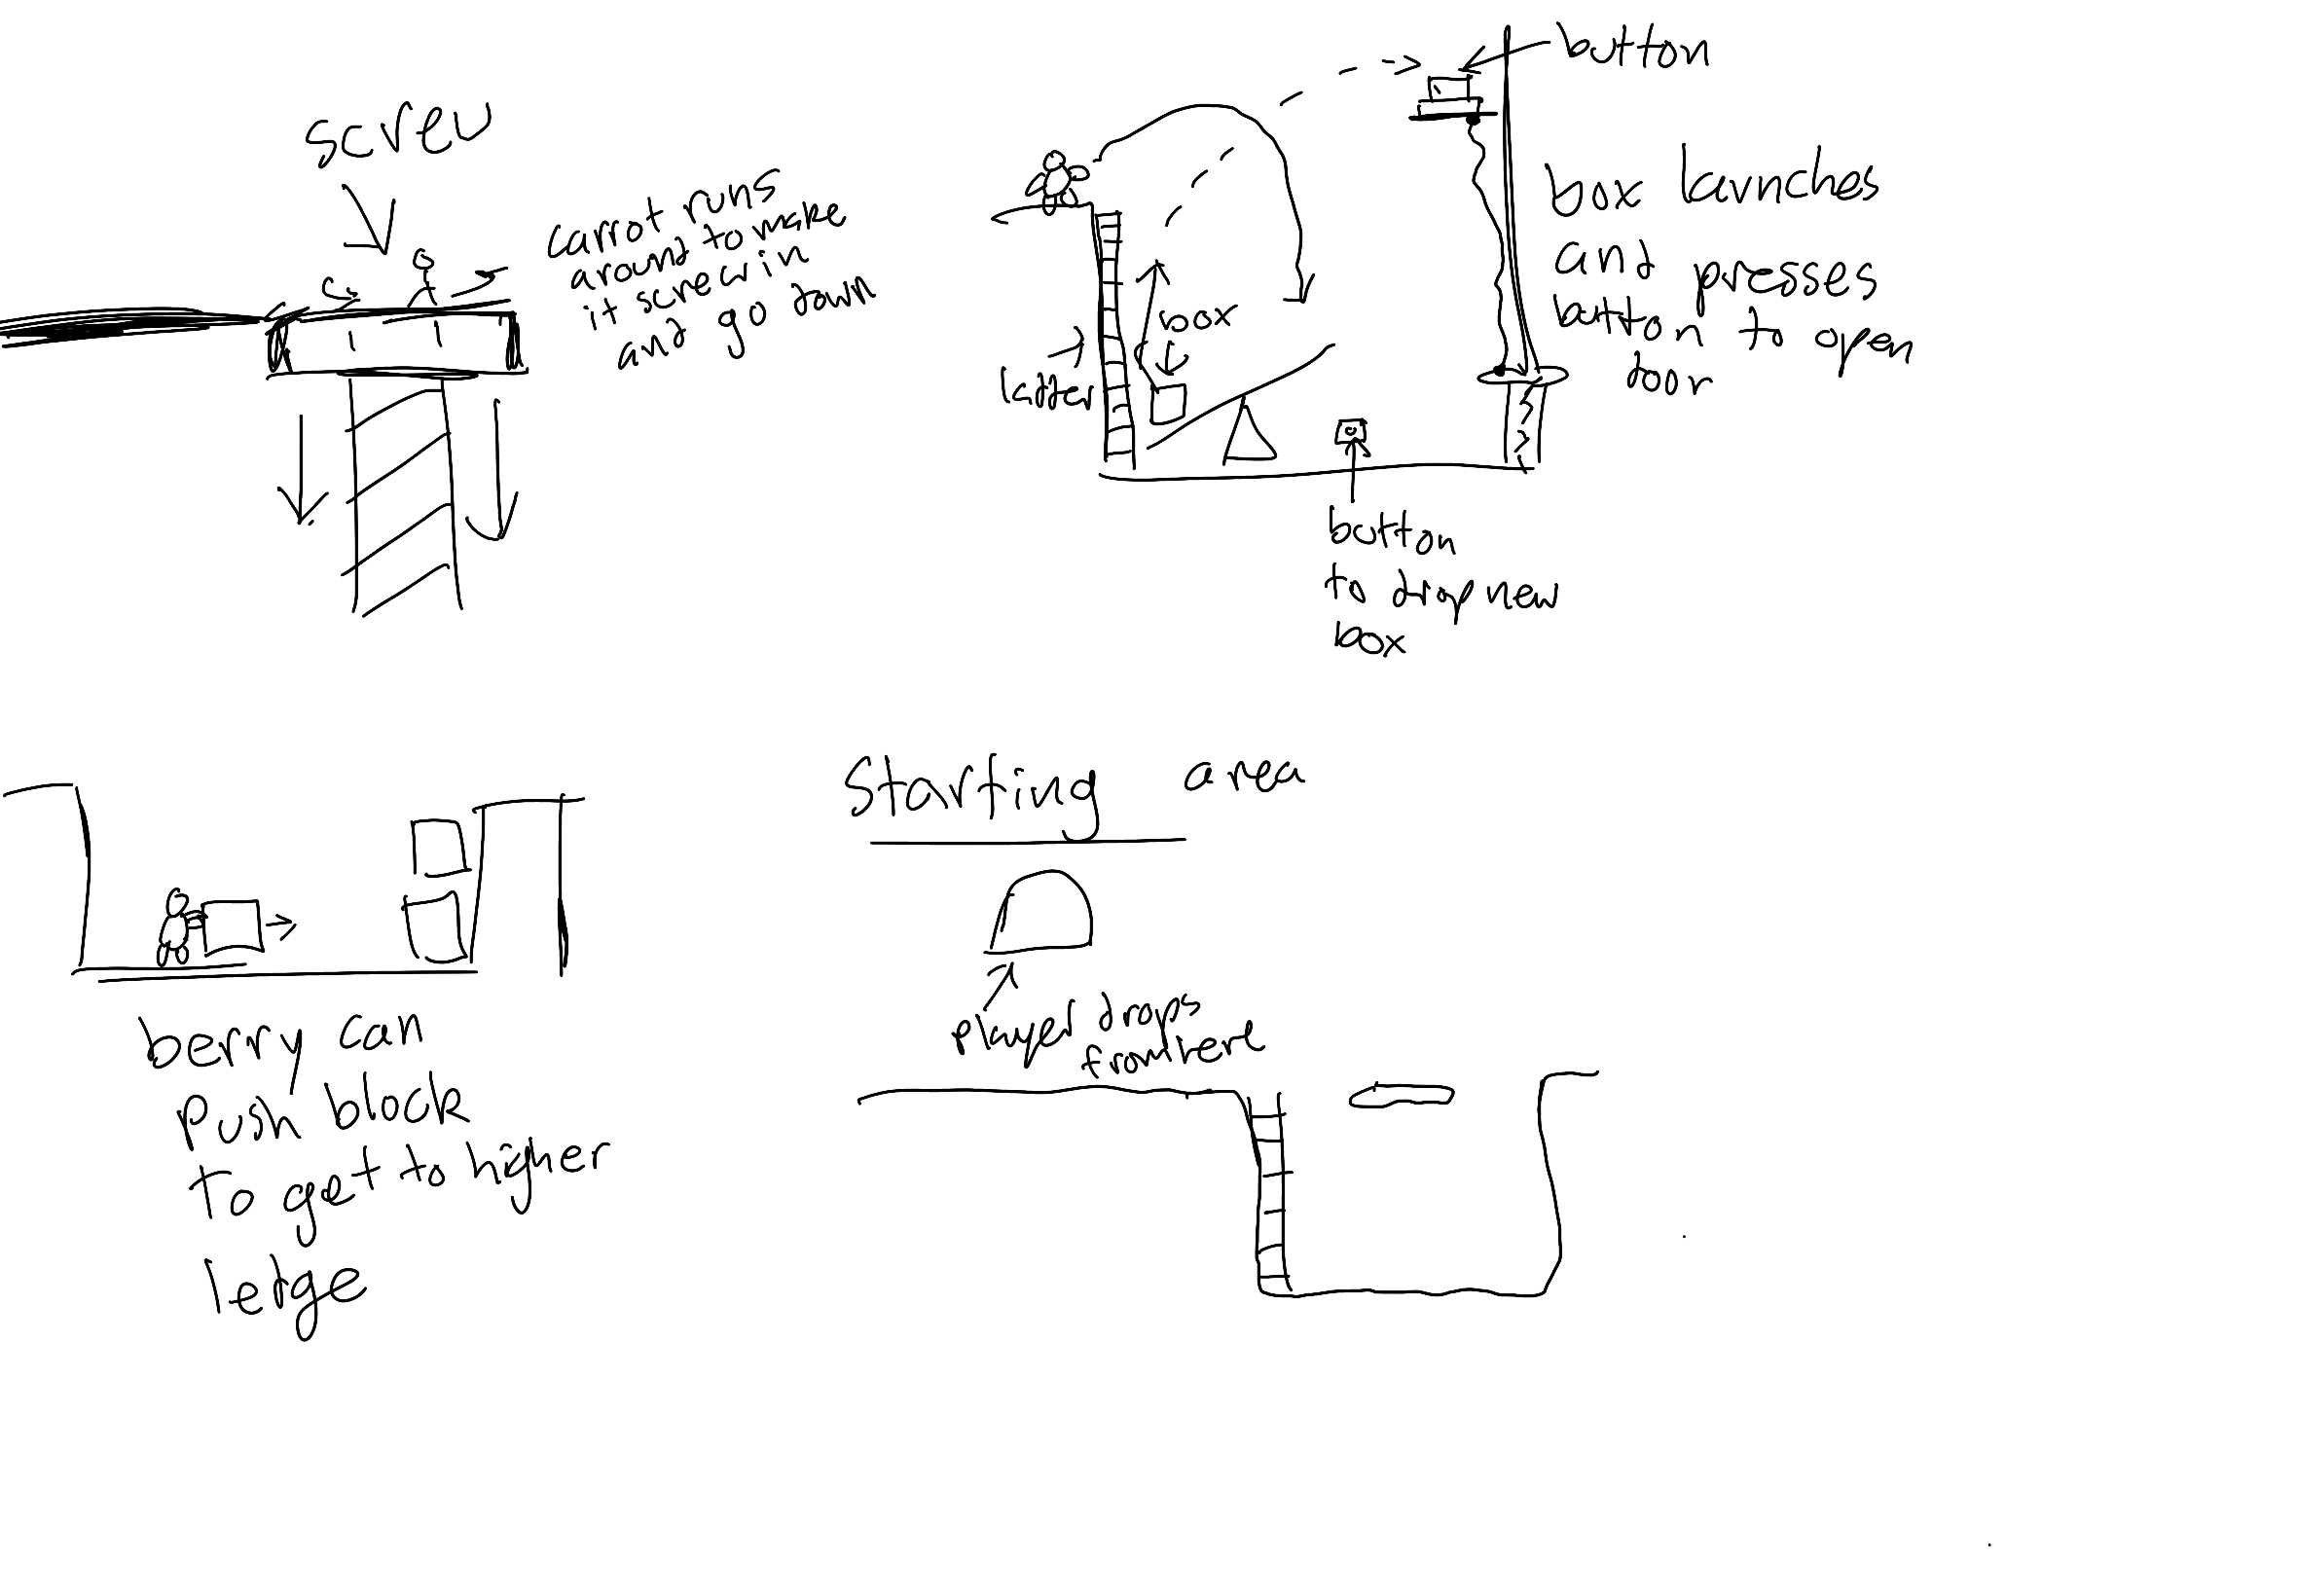 screw
carrot runs
around to make
it screw in
and go down
button
box launches
and presses
button to open
door
box
ladder
button
to drop new
box
berry can
push block
to get to higher
ledge
Starting area
player drops
from here